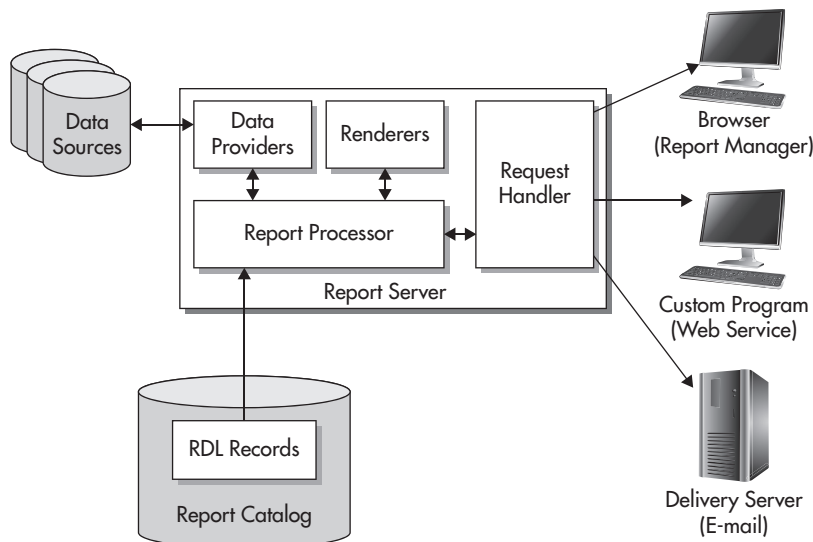 Data
Sources
Data
Providers
Renderers
Request
Handler
Report Processor
Report Server
RDL Records
Report Catalog
Browser
(Report Manager)
Custom Program
(Web Service)
Delivery Server
(E-mail)